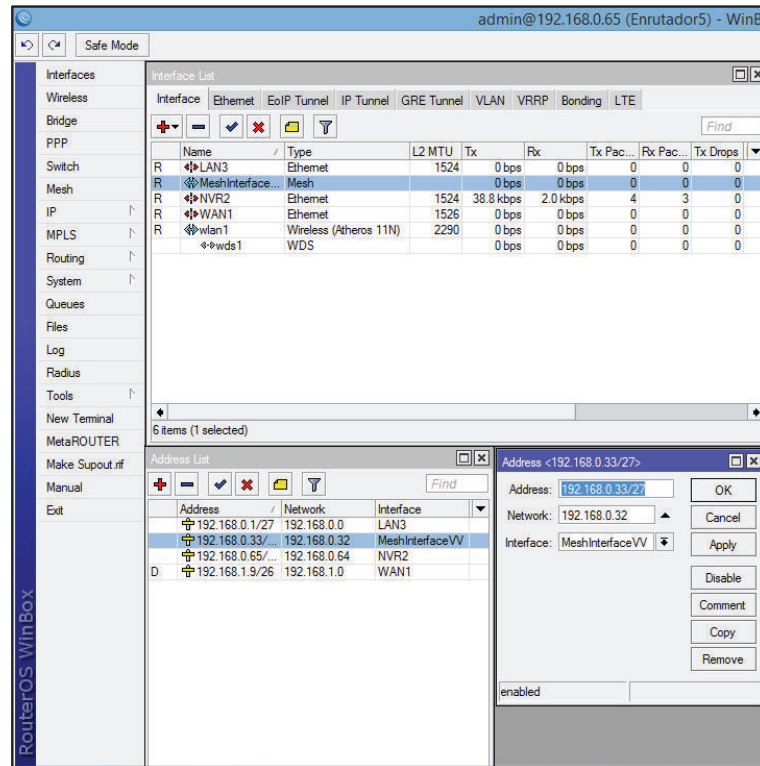 admin@192.168.0.65 (Enrutador5) - WinB
Safe Mode
Interfaces
Wireless
Bridge
PPP
Switch
Mesh
IP
MPLS
Routing
System
Queues
Files
Log
Radius
Tools
New Terminal
MetaROUTER
Make Supout.rif
Manual
Exit
RouterOS WinBox
Interface List
Interface Ethernet EoIP Tunnel IP Tunnel GRE Tunnel VLAN VRRP Bonding LTE
Find
Name / Type L2 MTU Tx Rx Tx Pac... Rx Pac... Tx Drops
R LAN3 Ethernet 1524 0 bps 0 bps 0 0 0
R MeshInterface... Mesh 0 bps 0 bps 0 0 0
R NVR2 Ethernet 1524 38.8 kbps 2.0 kbps 4 3 0
R WAN1 Ethernet 1526 0 bps 0 bps 0 0 0
R wlan1 Wireless (Atheros 11N) 2290 0 bps 0 bps 0 0 0
wds1 WDS 0 bps 0 bps 0 0 0
6 items (1 selected)
Address List
Find
Address / Network Interface
192.168.0.1/27 192.168.0.0 LAN3
192.168.0.33/... 192.168.0.32 MeshInterfaceVV
192.168.0.65/... 192.168.0.64 NVR2
D 192.168.1.9/26 192.168.1.0 WAN1
Address <192.168.0.33/27>
Address: 192.168.0.33/27
Network: 192.168.0.32
Interface: MeshInterfaceVV
OK
Cancel
Apply
Disable
Comment
Copy
Remove
enabled